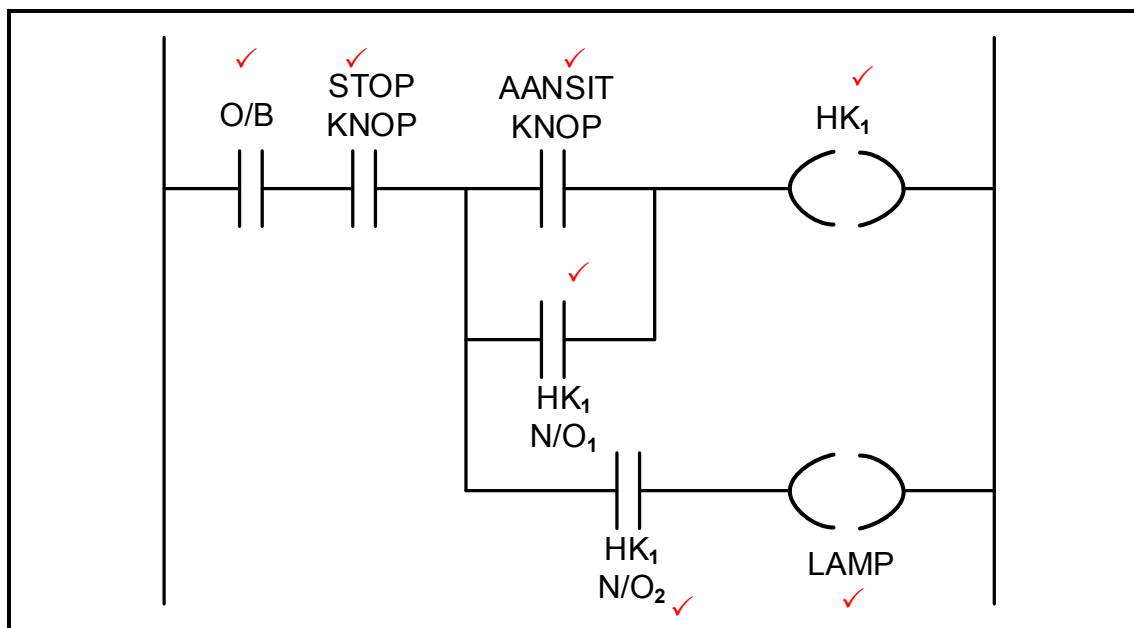 O/B
STOP
KNOP
AANSIT
KNOP
HK₁
HK₁
N/O₁
HK₁
N/O₂
LAMP